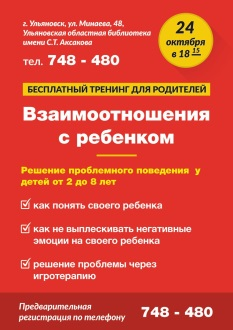 г. Ульяновск, ул. Минаева, 48,
Ульяновская областная библиотека
имени С.Т. Аксакова
тел. 748 - 480
24
октября
в 18 15
БЕСПЛАТНЫЙ ТРЕНИНГ ДЛЯ РОДИТЕЛЕЙ
Взаимоотношения
с ребенком
Решение проблемного поведения у
детей от 2 до 8 лет
как понять своего ребенка
как не выплескивать негативные
эмоции на своего ребенка
решение проблемы через
игротерапию
Предварительная
регистрация по телефону
748 - 480